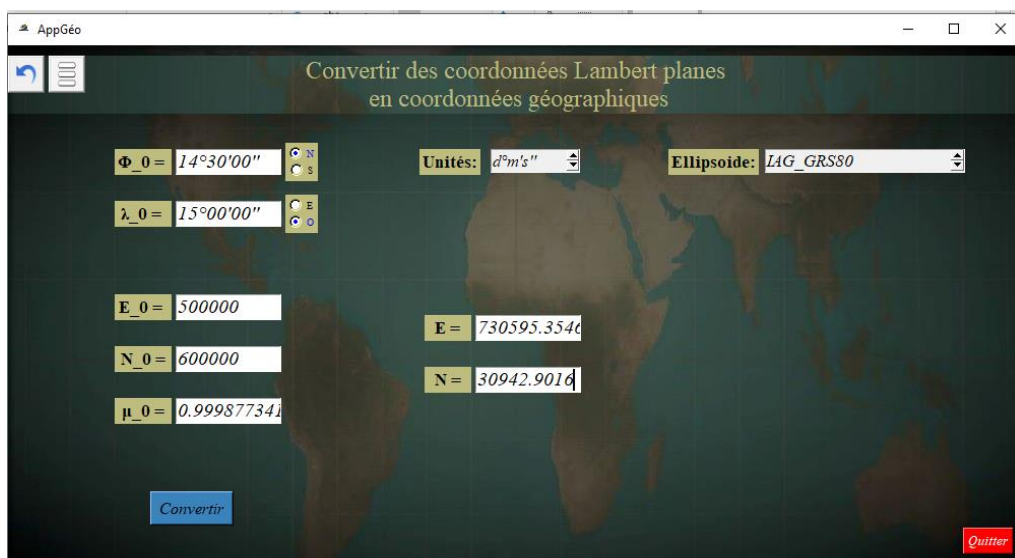 AppGéo
Convertir des coordonnées Lambert planes
en coordonnées géographiques
Φ_0 = 14°30'00" N
S
Unités: d°m's"
Ellipsoide: IAG_GRS80
λ_0 = 15°00'00" E
O
E_0 = 500000
E = 730595.3546
N_0 = 600000
N = 30942.9016
μ_0 = 0.999877341
Convertir
Quitter